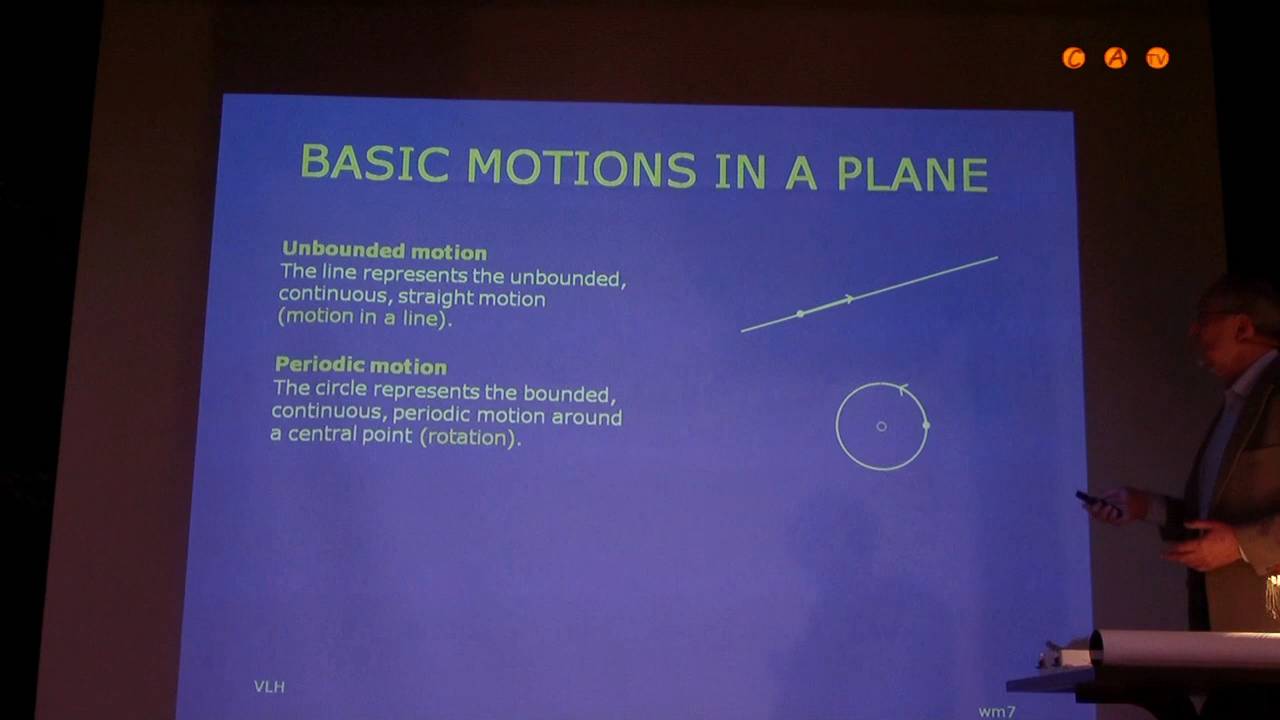 C A TV
BASIC MOTIONS IN A PLANE
Unbounded motion
The line represents the unbounded,
continuous, straight motion
(motion in a line).
Periodic motion
The circle represents the bounded,
continuous, periodic motion around
a central point (rotation).
VLH
wm7